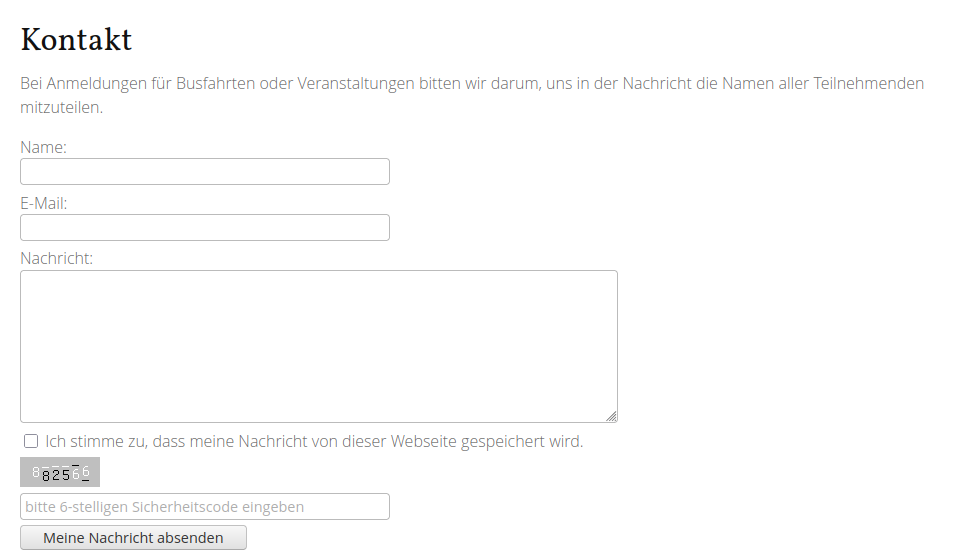 Kontakt
Bei Anmeldungen für Busfahrten oder Veranstaltungen bitten wir darum, uns in der Nachricht die Namen aller Teilnehmenden
mitzuteilen.
Name:
E-Mail:
Nachricht:
Ich stimme zu, dass meine Nachricht von dieser Webseite gespeichert wird.
bitte 6-stelligen Sicherheitscode eingeben
Meine Nachricht absenden